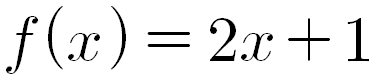 f(x) = 2x + 1